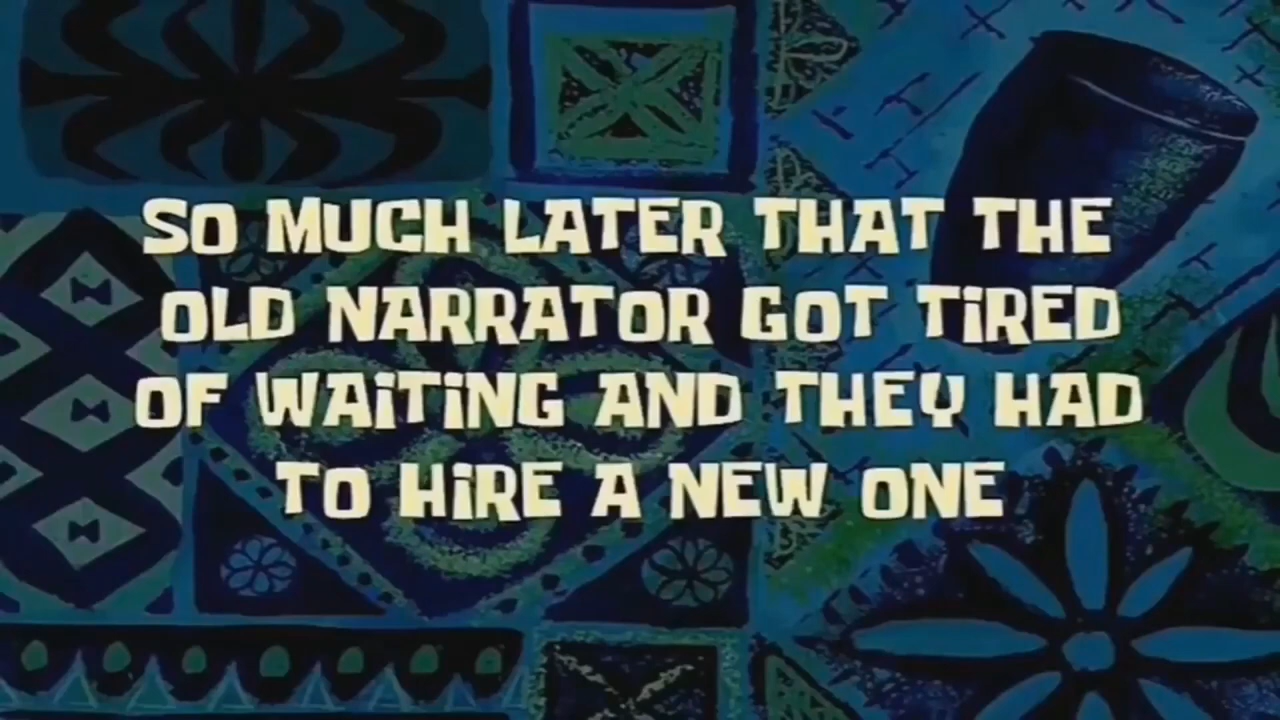 SO MUCH LATER THAT THE
OLD NARRATOR GOT TiRED
OF WAiTiNG AND THEY HAD
TO HiRE A NEW ONE